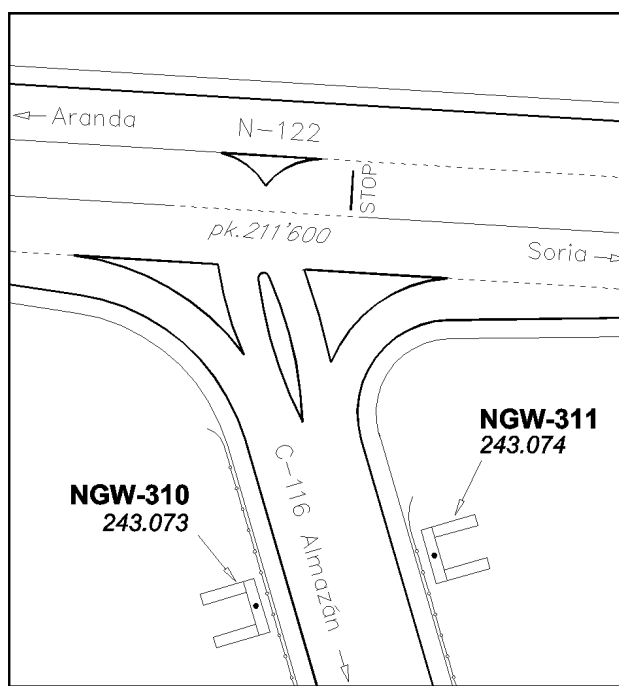 ← Aranda
N-122
STOP
pk.211'600
Soria →
NGW-311
243.074
NGW-310
243.073
C-116 Almazán →